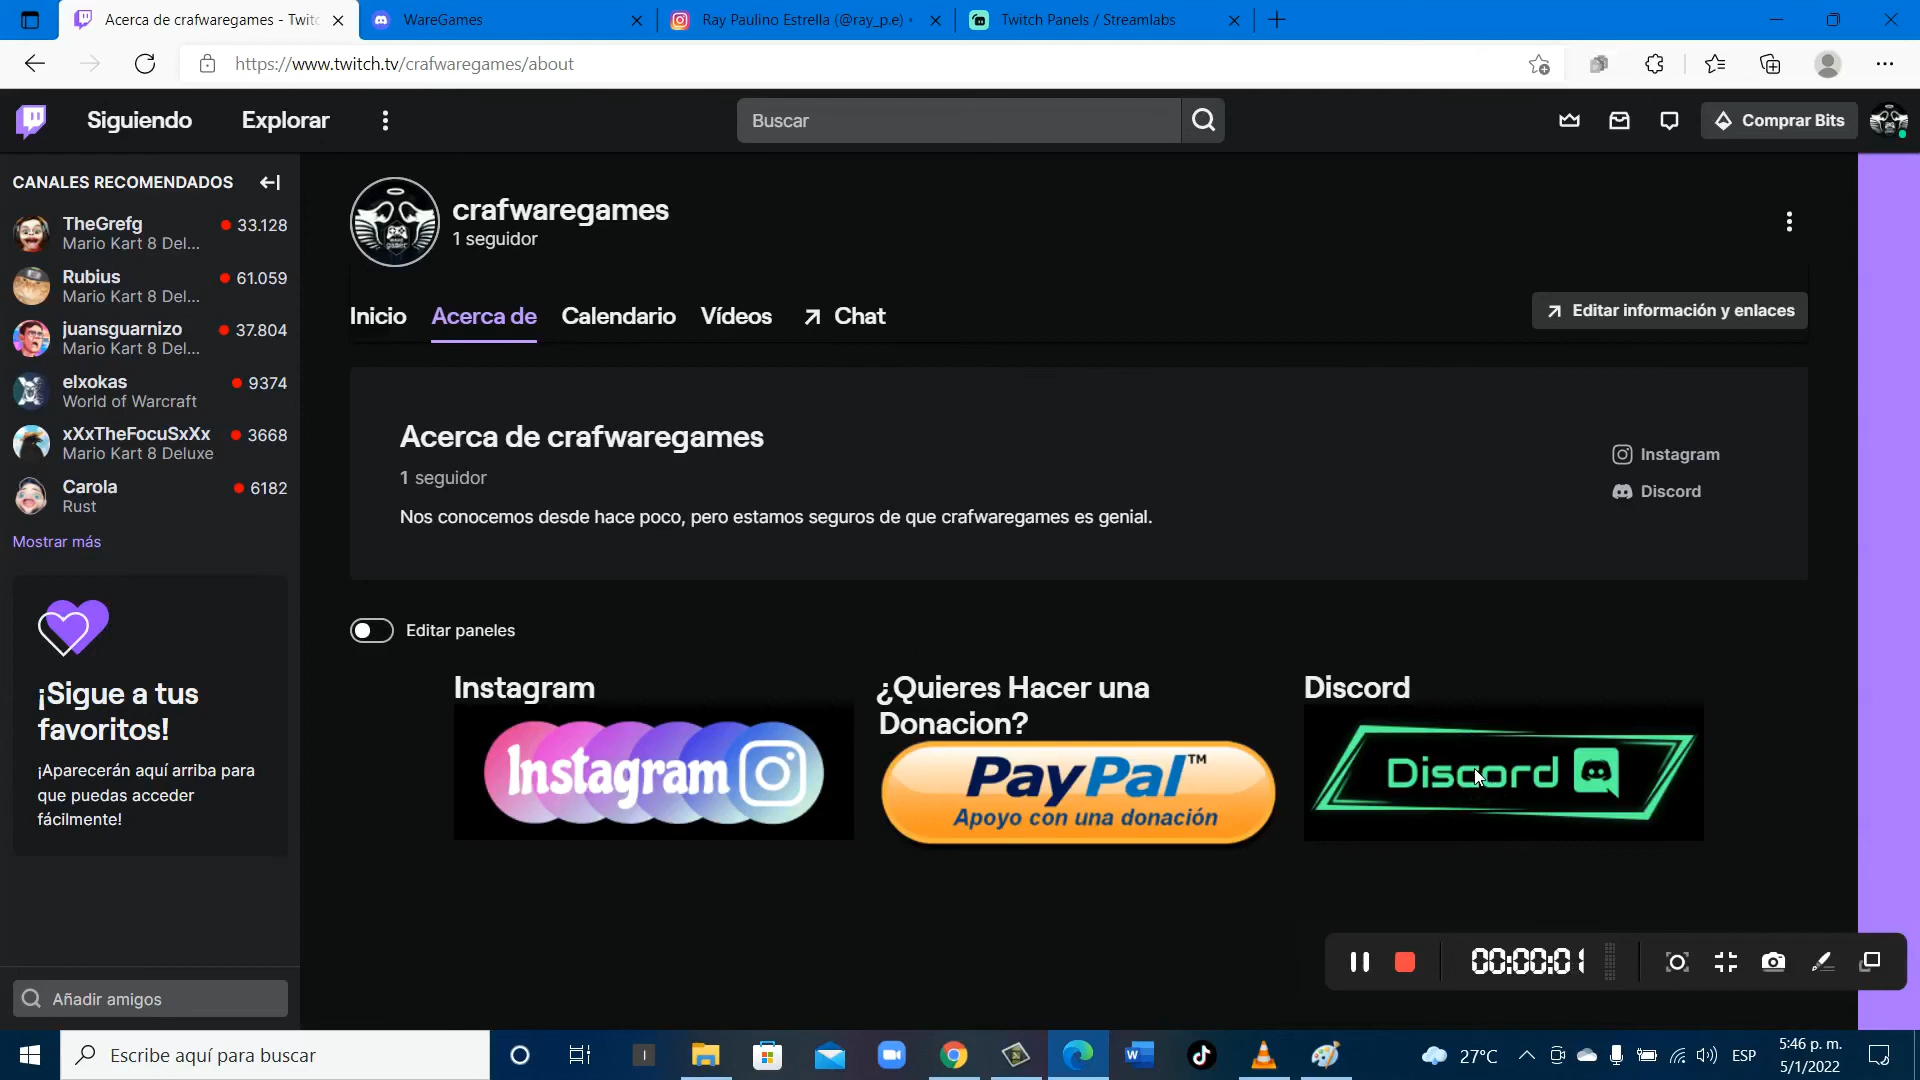 Acerca de crafwaregames - Twitc
WareGames
Ray Paulino Estrella (@ray_p.e) •
Twitch Panels / Streamlabs
https://www.twitch.tv/crafwaregames/about
Siguiendo
Explorar
Buscar
Comprar Bits
CANALES RECOMENDADOS
TheGrefg
33.128
Mario Kart 8 Del...
Rubius
61.059
Mario Kart 8 Del...
juansguarnizo
37.804
Mario Kart 8 Del...
elxokas
9374
World of Warcraft
xXxTheFocuSxXx
3668
Mario Kart 8 Deluxe
Carola
6182
Rust
Mostrar más
¡Sigue a tus
favoritos!
¡Aparecerán aquí arriba para
que puedas acceder
fácilmente!
Añadir amigos
crafwaregames
1 seguidor
Inicio
Acerca de
Calendario
Vídeos
Chat
Editar información y enlaces
Acerca de crafwaregames
1 seguidor
Nos conocemos desde hace poco, pero estamos seguros de que crafwaregames es genial.
Instagram
Discord
Editar paneles
Instagram
¿Quieres Hacer una
Donacion?
Discord
Instagram
PayPal™
Apoyo con una donación
Discord
00:00:01
Escribe aquí para buscar
27°C
ESP
5:46 p. m.
5/1/2022